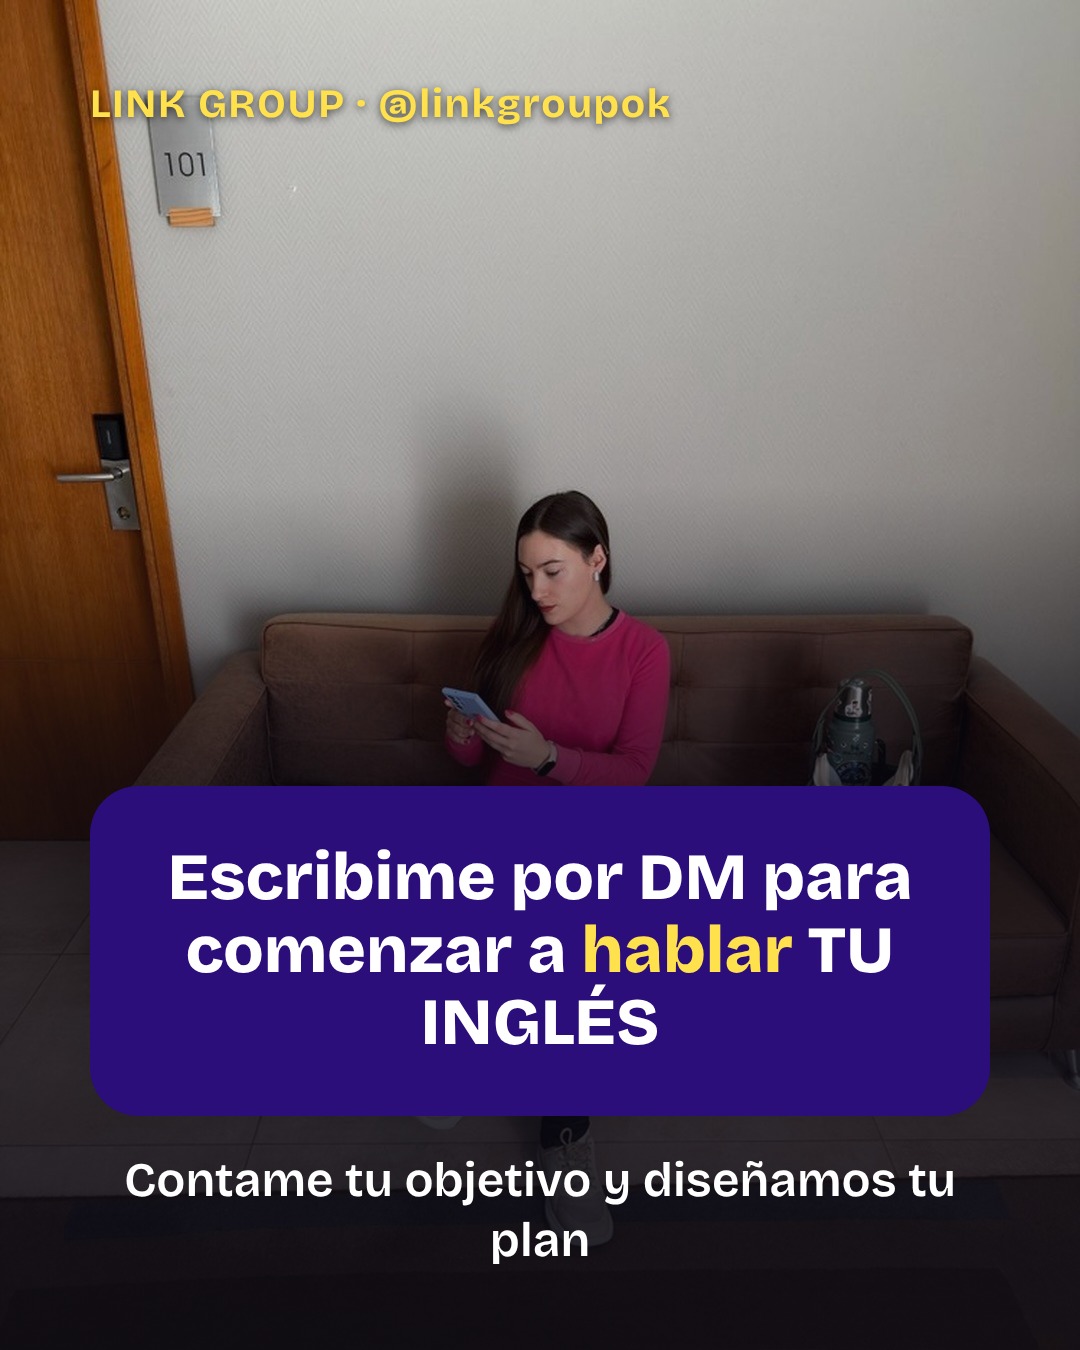 LINK GROUP · @linkgroupok
101
Escribime por DM para
comenzar a hablar TU
INGLÉS
Contame tu objetivo y diseñamos tu
plan